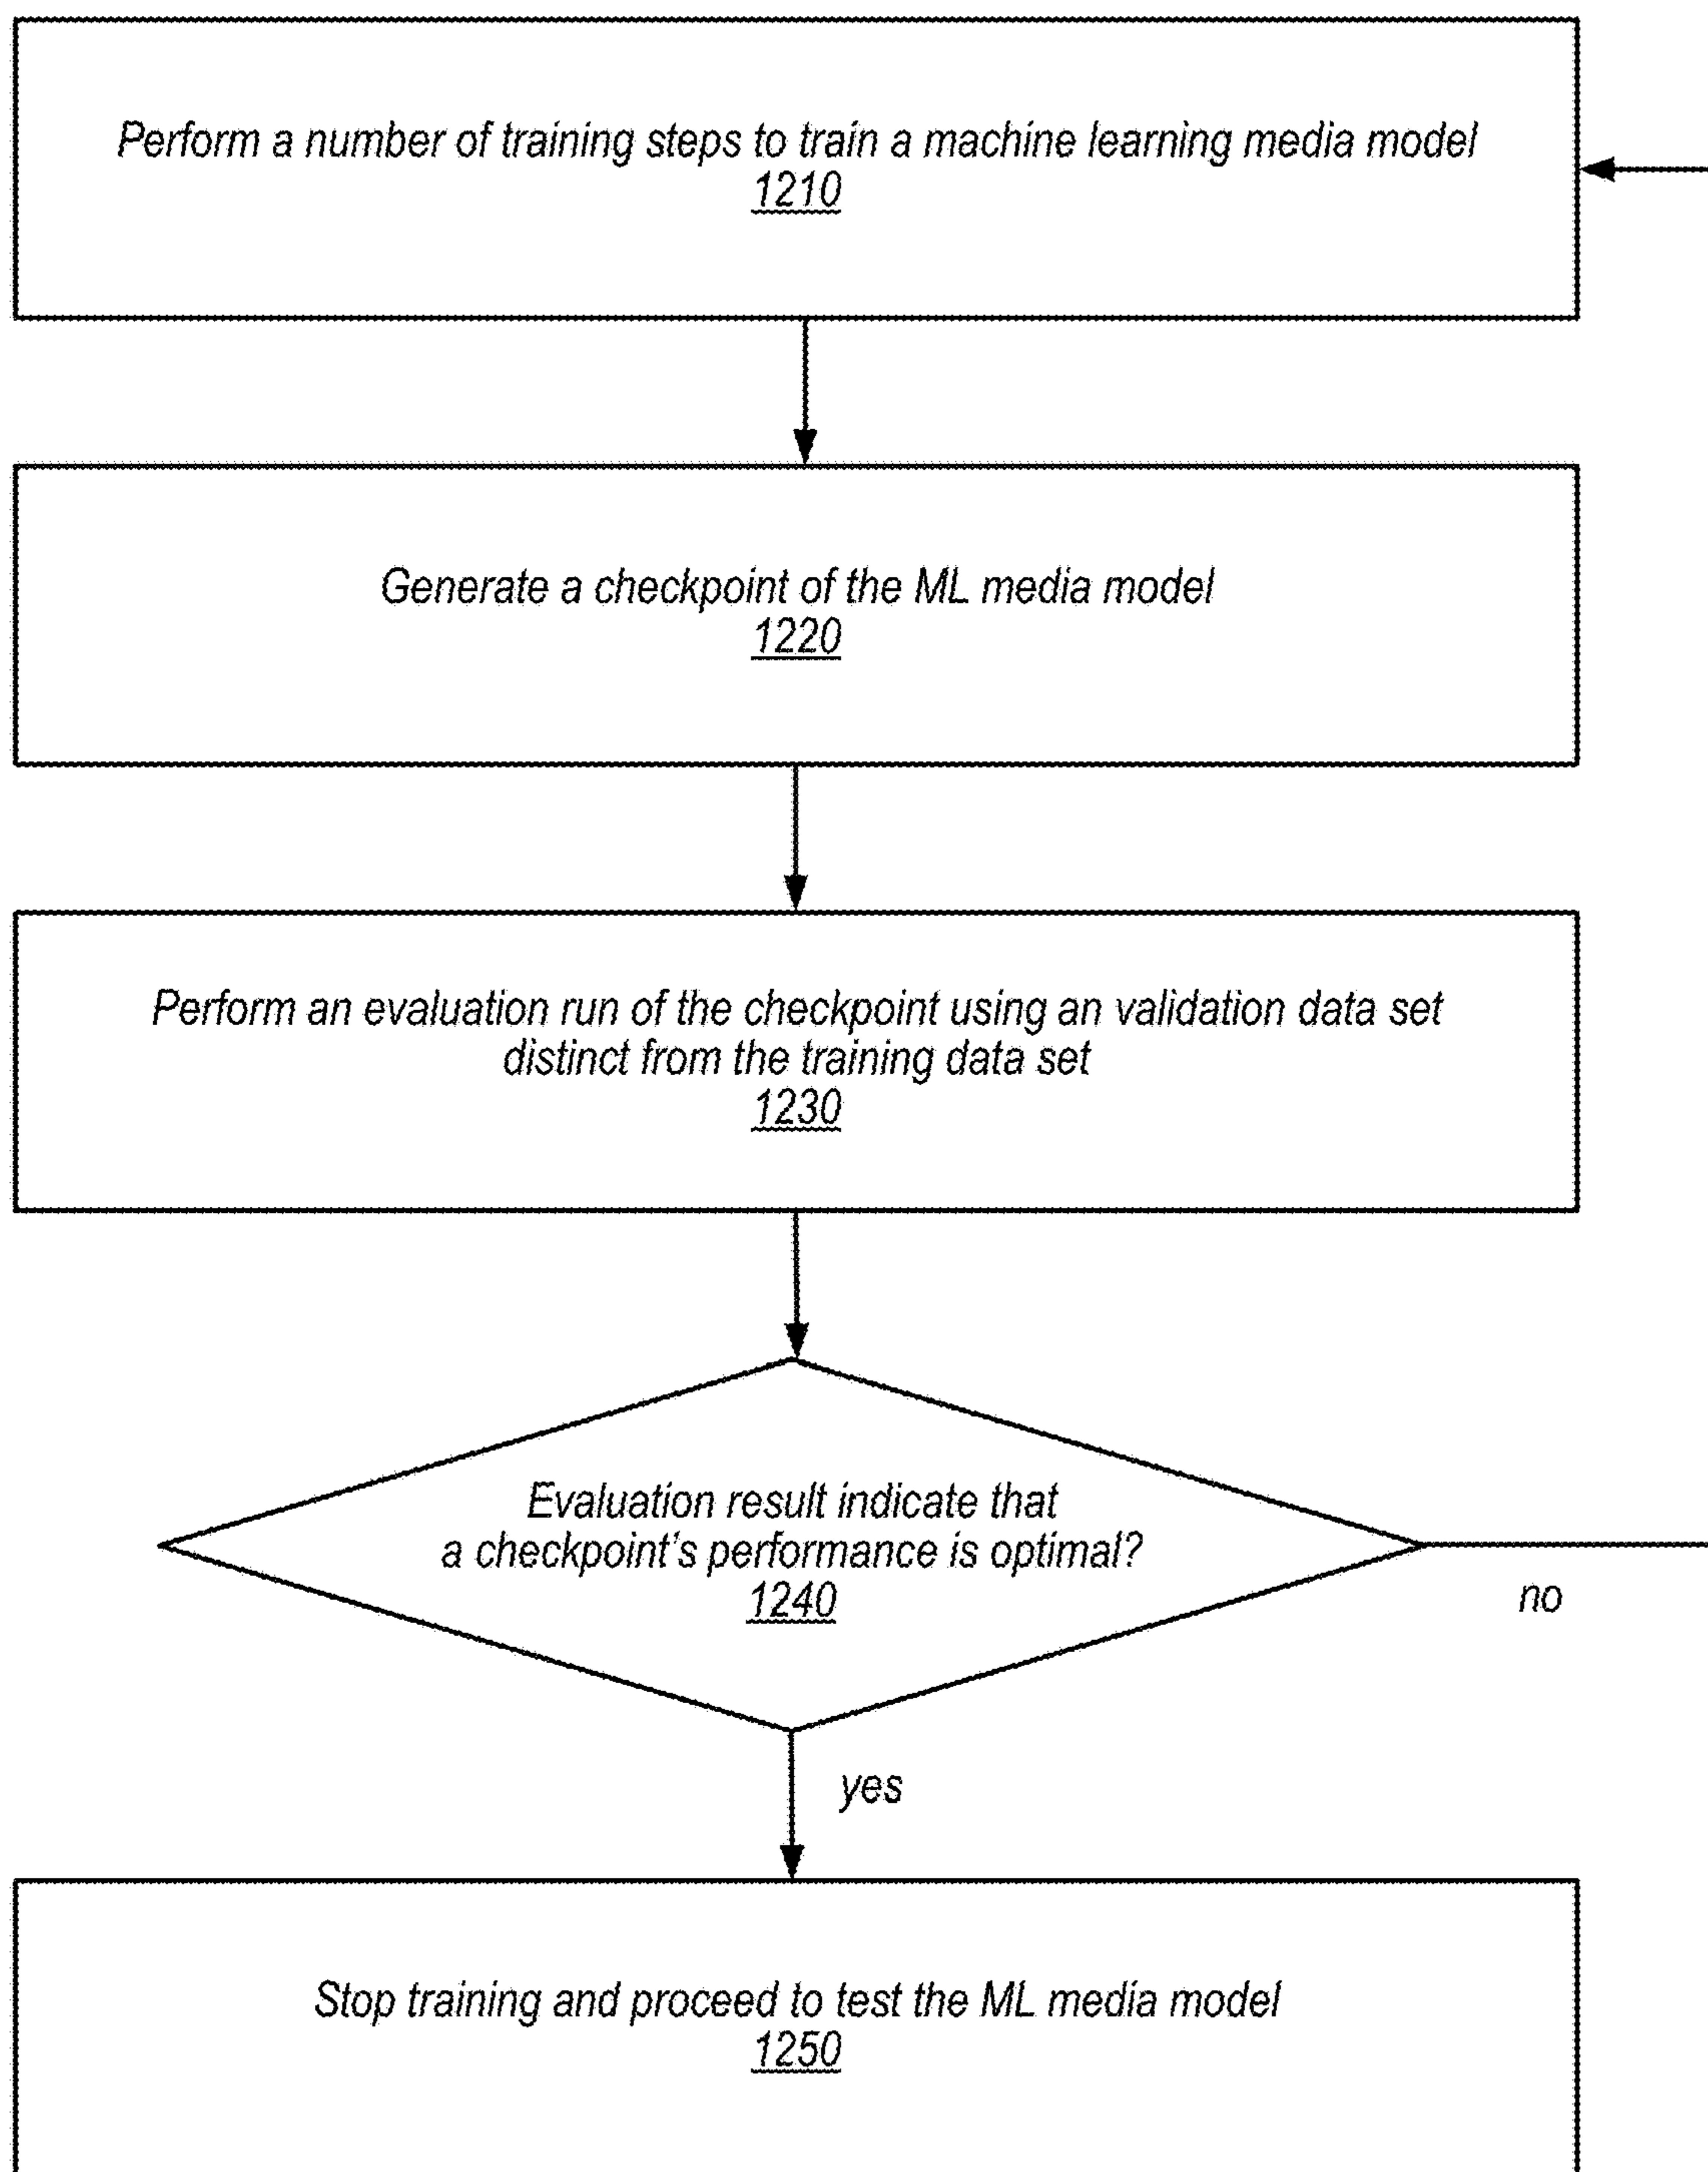 Perform a number of training steps to train a machine learning media model
1210
Generate a checkpoint of the ML media model
1220
Perform an evaluation run of the checkpoint using an validation data set
distinct from the training data set
1230
Evaluation result indicate that
a checkpoint's performance is optimal?
1240
no
yes
Stop training and proceed to test the ML media model
1250